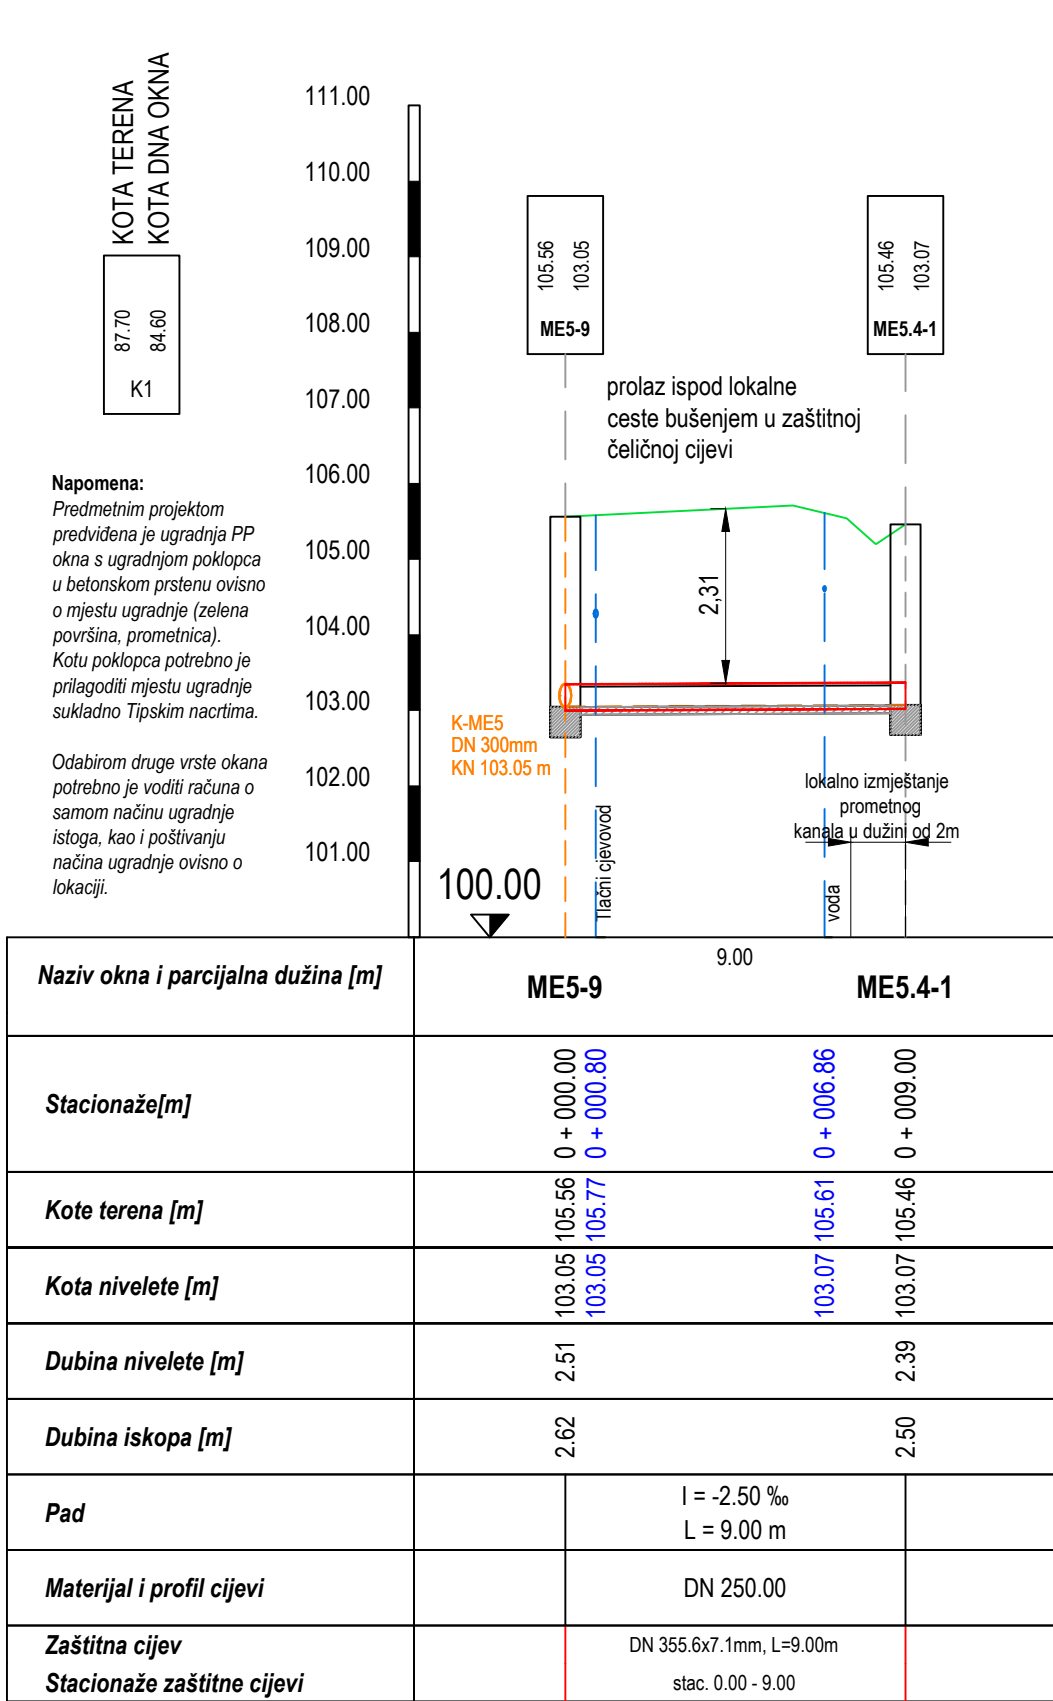 KOTA TERENA
KOTA DNA OKNA
87.70
84.60
K1
Napomena:
Predmetnim projektom
predviđena je ugradnja PP
okna s ugradnjom poklopca
u betonskom prstenu ovisno
o mjestu ugradnje (zelena
površina, prometnica).
Kotu poklopca potrebno je
prilagoditi mjestu ugradnje
sukladno Tipskim nacrtima.
Odabirom druge vrste okana
potrebno je voditi računa o
samom načinu ugradnje
istoga, kao i poštivanju
načina ugradnje ovisno o
lokaciji.
111.00
110.00
109.00
108.00
107.00
106.00
105.00
104.00
103.00
102.00
101.00
100.00
105.56
103.05
ME5-9
105.46
103.07
ME5.4-1
prolaz ispod lokalne
ceste bušenjem u zaštitnoj
čeličnoj cijevi
2,31
K-ME5
DN 300mm
KN 103.05 m
lokalno izmještanje
prometnog
kanala u dužini od 2m
Tlačni cjevovod
voda
Naziv okna i parcijalna dužina [m]
9.00
ME5-9
ME5.4-1
Stacionaže[m]
0 + 000.00
0 + 000.80
0 + 006.86
0 + 009.00
Kote terena [m]
105.56
105.77
105.61
105.46
Kota nivelete [m]
103.05
103.05
103.07
103.07
Dubina nivelete [m]
2.51
2.39
Dubina iskopa [m]
2.62
2.50
Pad
I = -2.50 ‰
L = 9.00 m
Materijal i profil cijevi
DN 250.00
Zaštitna cijev
DN 355.6x7.1mm, L=9.00m
Stacionaže zaštitne cijevi
stac. 0.00 - 9.00